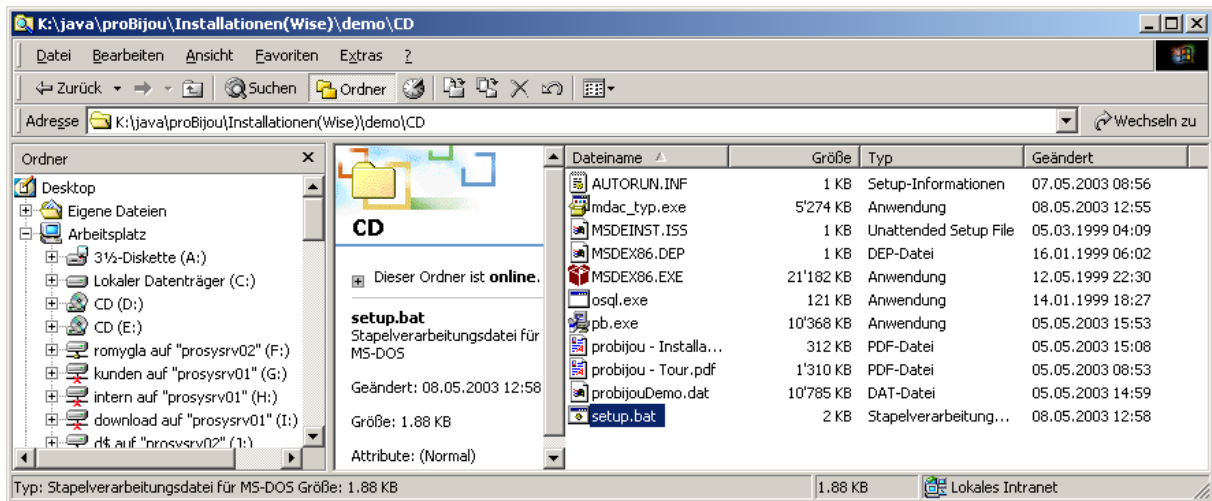 K:\java\proBijou\Installationen(Wise)\demo\CD
Datei Bearbeiten Ansicht Favoriten Extras ?
Zurück Suchen Ordner
Adresse K:\java\proBijou\Installationen(Wise)\demo\CD Wechseln zu
Ordner
Desktop
Eigene Dateien
Arbeitsplatz
3½-Diskette (A:)
Lokaler Datenträger (C:)
CD (D:)
CD (E:)
romygla auf "prosysrv02" (F:)
kunden auf "prosysrv01" (G:)
intern auf "prosysrv01" (H:)
download auf "prosysrv01" (I:)
d$ auf "prosysrv02" (J:)
CD
Dieser Ordner ist online.
setup.bat
Stapelverarbeitungsdatei für
MS-DOS
Geändert: 08.05.2003 12:58
Größe: 1.88 KB
Attribute: (Normal)
Dateiname Größe Typ Geändert
AUTORUN.INF 1 KB Setup-Informationen 07.05.2003 08:56
mdac_typ.exe 5'274 KB Anwendung 08.05.2003 12:55
MSDEINST.ISS 1 KB Unattended Setup File 05.03.1999 04:09
MSDEX86.DEP 1 KB DEP-Datei 16.01.1999 06:02
MSDEX86.EXE 21'182 KB Anwendung 12.05.1999 22:30
osql.exe 121 KB Anwendung 14.01.1999 18:27
pb.exe 10'368 KB Anwendung 05.05.2003 15:53
probijou - Installa... 312 KB PDF-Datei 05.05.2003 15:08
probijou - Tour.pdf 1'310 KB PDF-Datei 05.05.2003 08:53
probijouDemo.dat 10'785 KB DAT-Datei 05.05.2003 14:59
setup.bat 2 KB Stapelverarbeitung... 08.05.2003 12:58
Typ: Stapelverarbeitungsdatei für MS-DOS Größe: 1.88 KB 1.88 KB Lokales Intranet